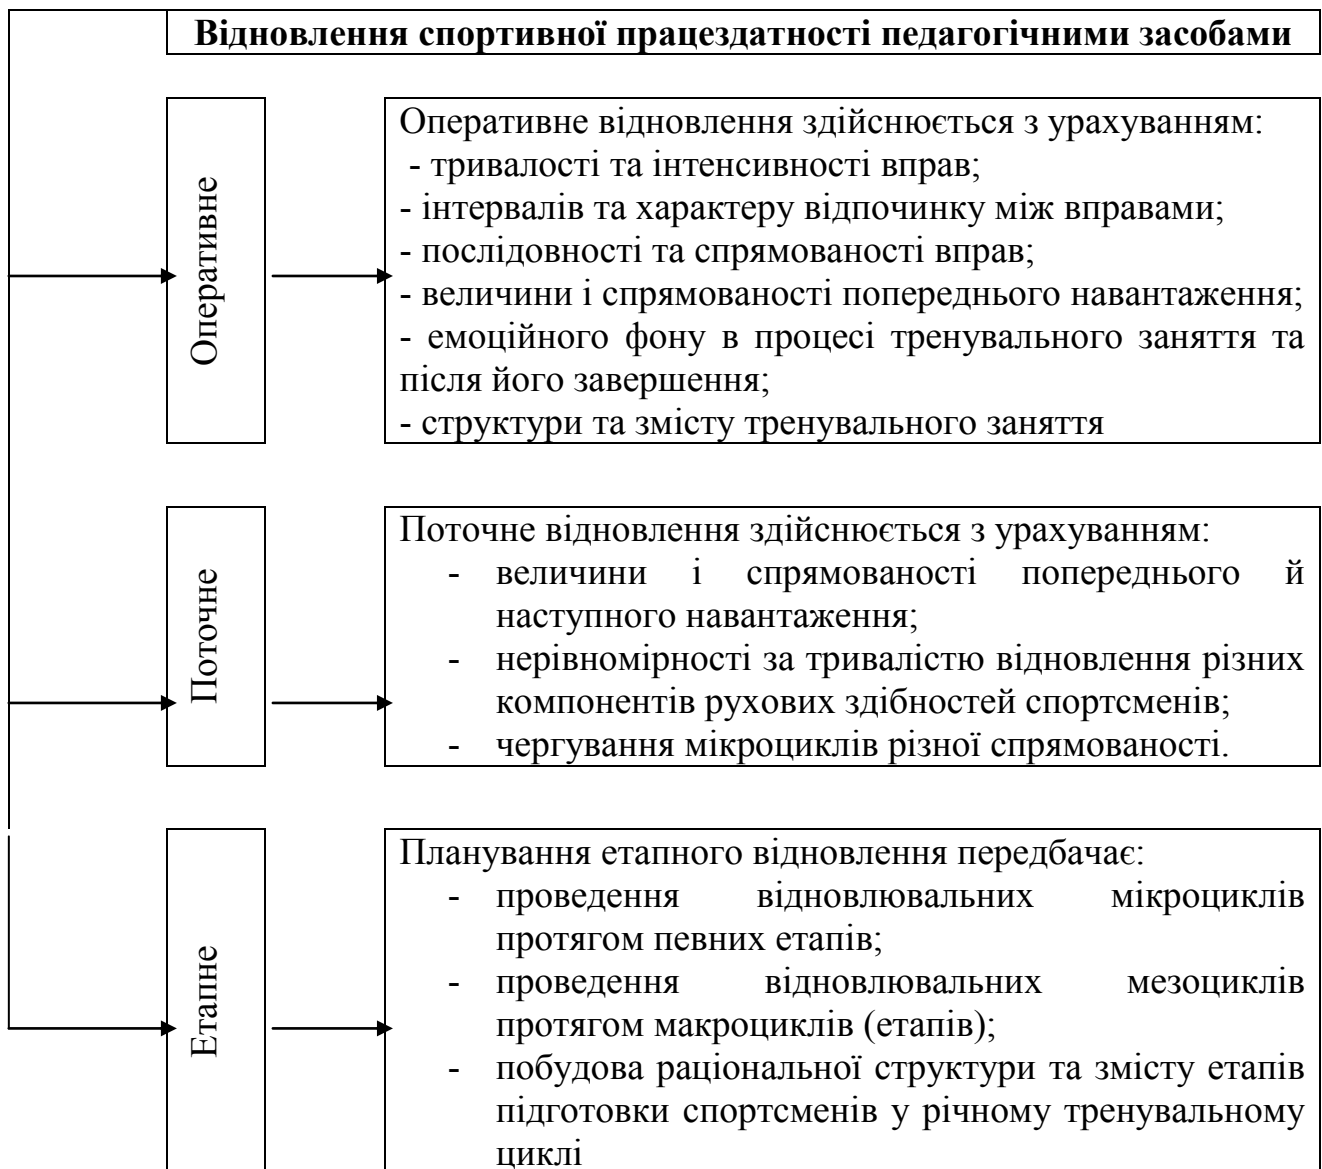 Відновлення спортивної працездатності педагогічними засобами
Оперативне
Оперативне відновлення здійснюється з урахуванням:
- тривалості та інтенсивності вправ;
- інтервалів та характеру відпочинку між вправами;
- послідовності та спрямованості вправ;
- величини і спрямованості попереднього навантаження;
- емоційного фону в процесі тренувального заняття та
після його завершення;
- структури та змісту тренувального заняття
Поточне
Поточне відновлення здійснюється з урахуванням:
- величини і спрямованості попереднього й
наступного навантаження;
- нерівномірності за тривалістю відновлення різних
компонентів рухових здібностей спортсменів;
- чергування мікроциклів різної спрямованості.
Етапне
Планування етапного відновлення передбачає:
- проведення відновлювальних мікроциклів
протягом певних етапів;
- проведення відновлювальних мезоциклів
протягом макроциклів (етапів);
- побудова раціональної структури та змісту етапів
підготовки спортсменів у річному тренувальному
циклі